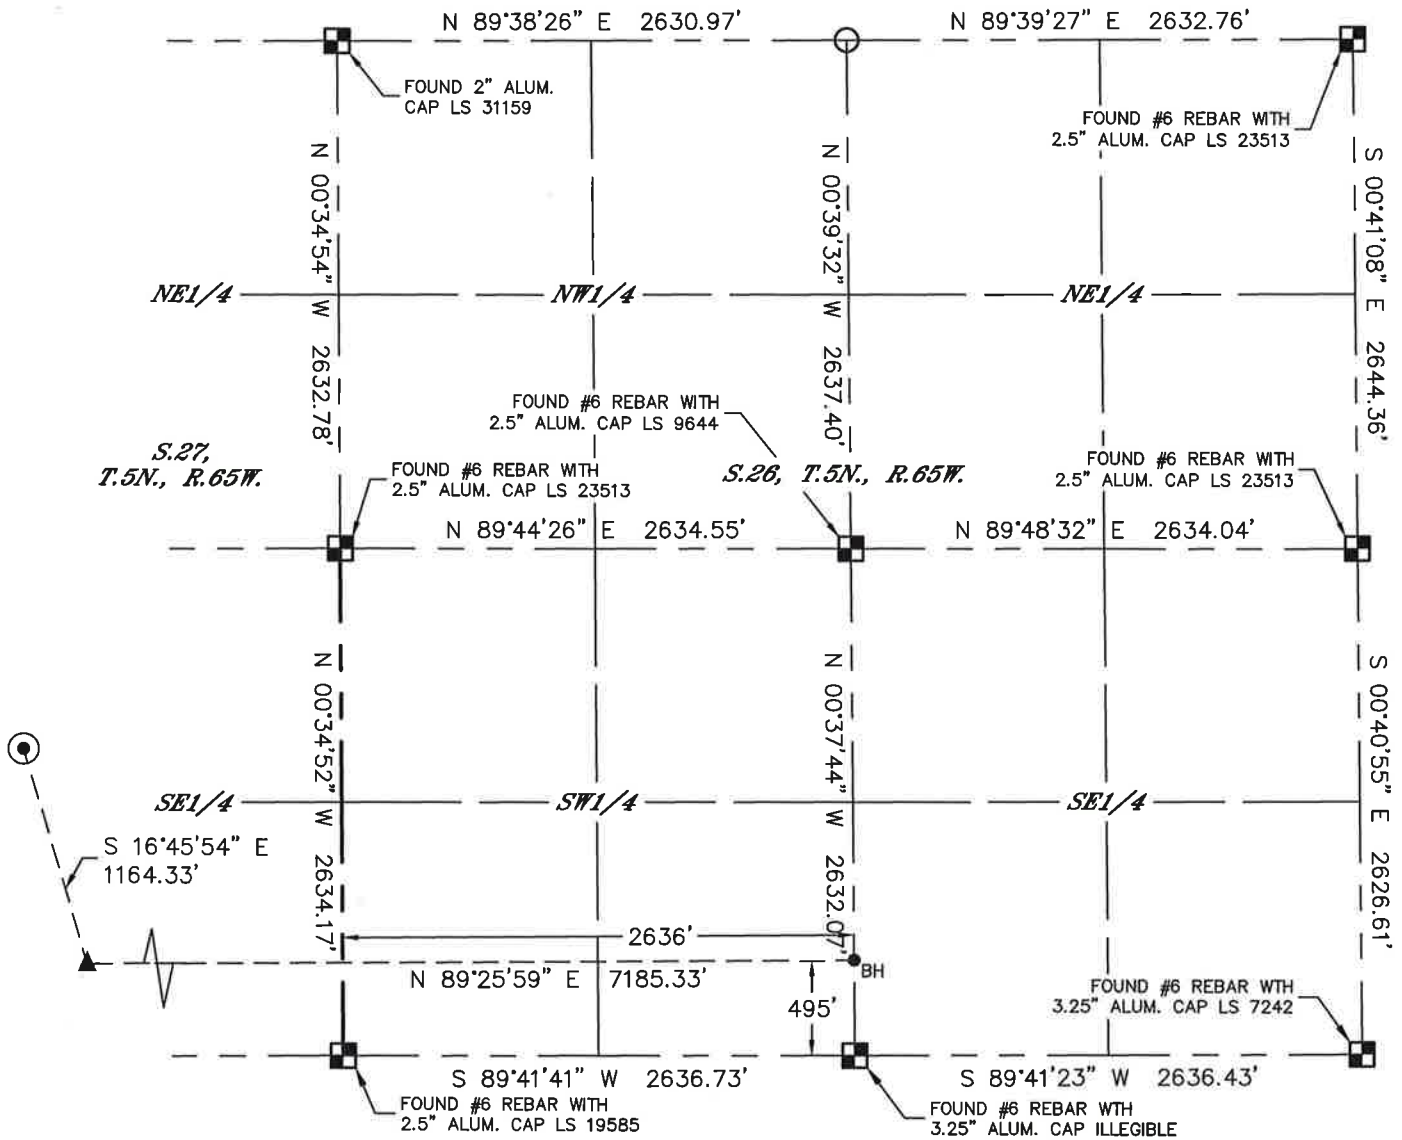 N 89°38'26" E 2630.97'
N 89°39'27" E 2632.76'
FOUND 2" ALUM.
CAP LS 31159
FOUND #6 REBAR WITH
2.5" ALUM. CAP LS 23513
N 00°34'54" W 2632.78'
N 00°39'32" W 2637.40'
S 00°41'08" E 2644.36'
NE1/4
NW1/4
NE1/4
FOUND #6 REBAR WITH
2.5" ALUM. CAP LS 9644
S.27,
T.5N., R.65W.
FOUND #6 REBAR WITH
2.5" ALUM. CAP LS 23513
S.26, T.5N., R.65W.
FOUND #6 REBAR WITH
2.5" ALUM. CAP LS 23513
N 89°44'26" E 2634.55'
N 89°48'32" E 2634.04'
N 00°34'52" W 2634.17'
N 00°37'44" W 2632.07'
S 00°40'55" E 2626.61'
SE1/4
SW1/4
SE1/4
S 16°45'54" E
1164.33'
2636'
N 89°25'59" E 7185.33'
BH
495'
FOUND #6 REBAR WTH
3.25" ALUM. CAP LS 7242
S 89°41'41" W 2636.73'
S 89°41'23" W 2636.43'
FOUND #6 REBAR WITH
2.5" ALUM. CAP LS 19585
FOUND #6 REBAR WTH
3.25" ALUM. CAP ILLEGIBLE